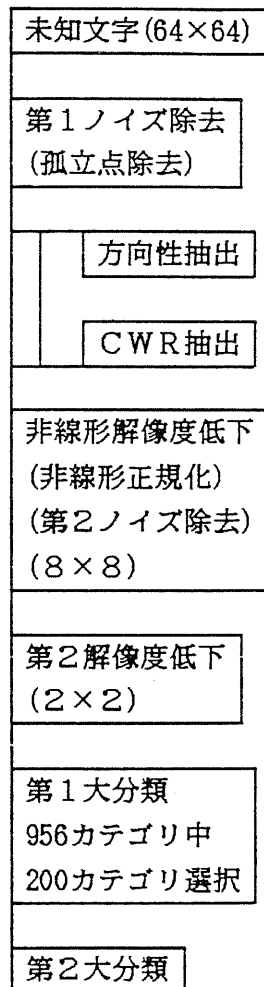 未知文字(64×64)
第1ノイズ除去
(孤立点除去)
方向性抽出
CWR抽出
非線形解像度低下
(非線形正規化)
(第2ノイズ除去)
(8×8)
第2解像度低下
(2×2)
第1大分類
956カテゴリ中
200カテゴリ選択
第2大分類